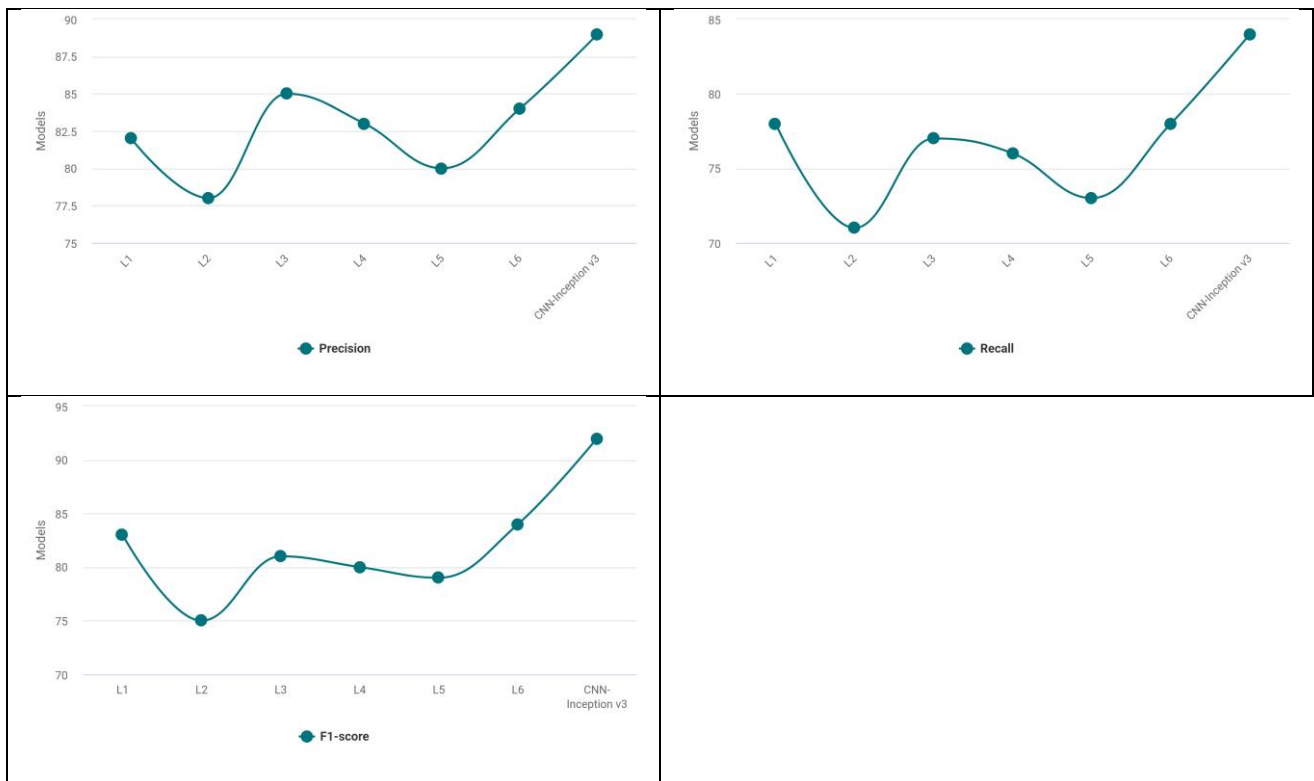 90
87.5
85
82.5
80
77.5
75
Models
L1
L2
L3
L4
L5
L6
CNN-Inception v3
Precision
85
80
75
70
Models
L1
L2
L3
L4
L5
L6
CNN-Inception v3
Recall
95
90
85
80
75
70
Models
L1
L2
L3
L4
L5
L6
CNN-
Inception v3
F1-score